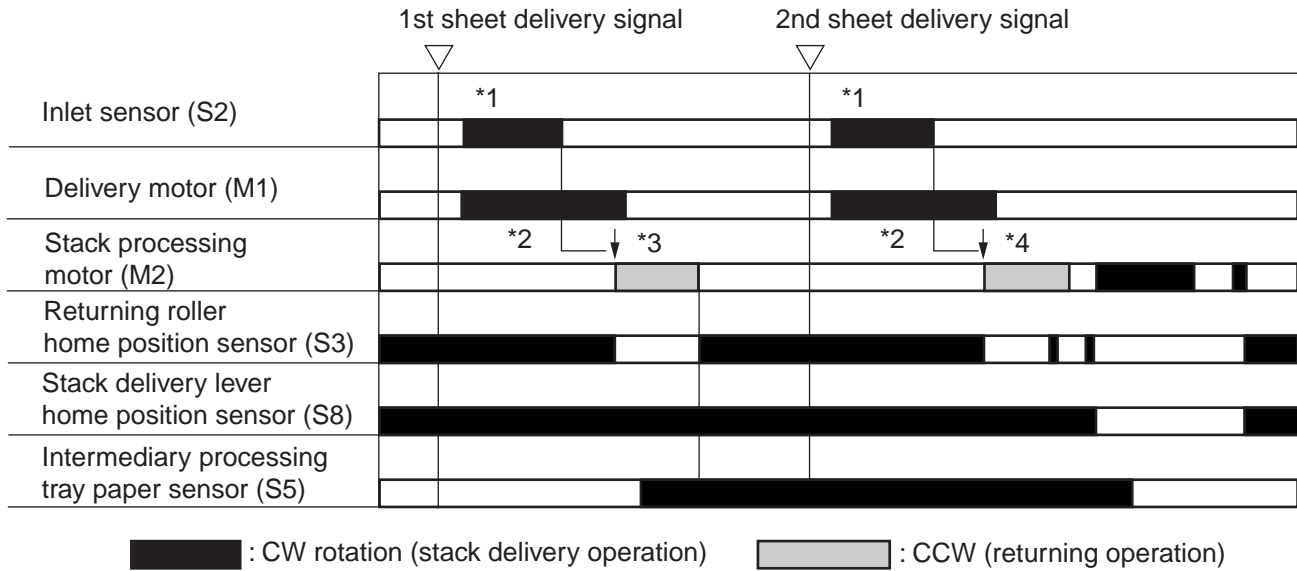 1st sheet delivery signal
2nd sheet delivery signal
Inlet sensor (S2)
*1
*1
Delivery motor (M1)
Stack processing
motor (M2)
*2
*3
*2
*4
Returning roller
home position sensor (S3)
Stack delivery lever
home position sensor (S8)
Intermediary processing
tray paper sensor (S5)
: CW rotation (stack delivery operation)
: CCW (returning operation)